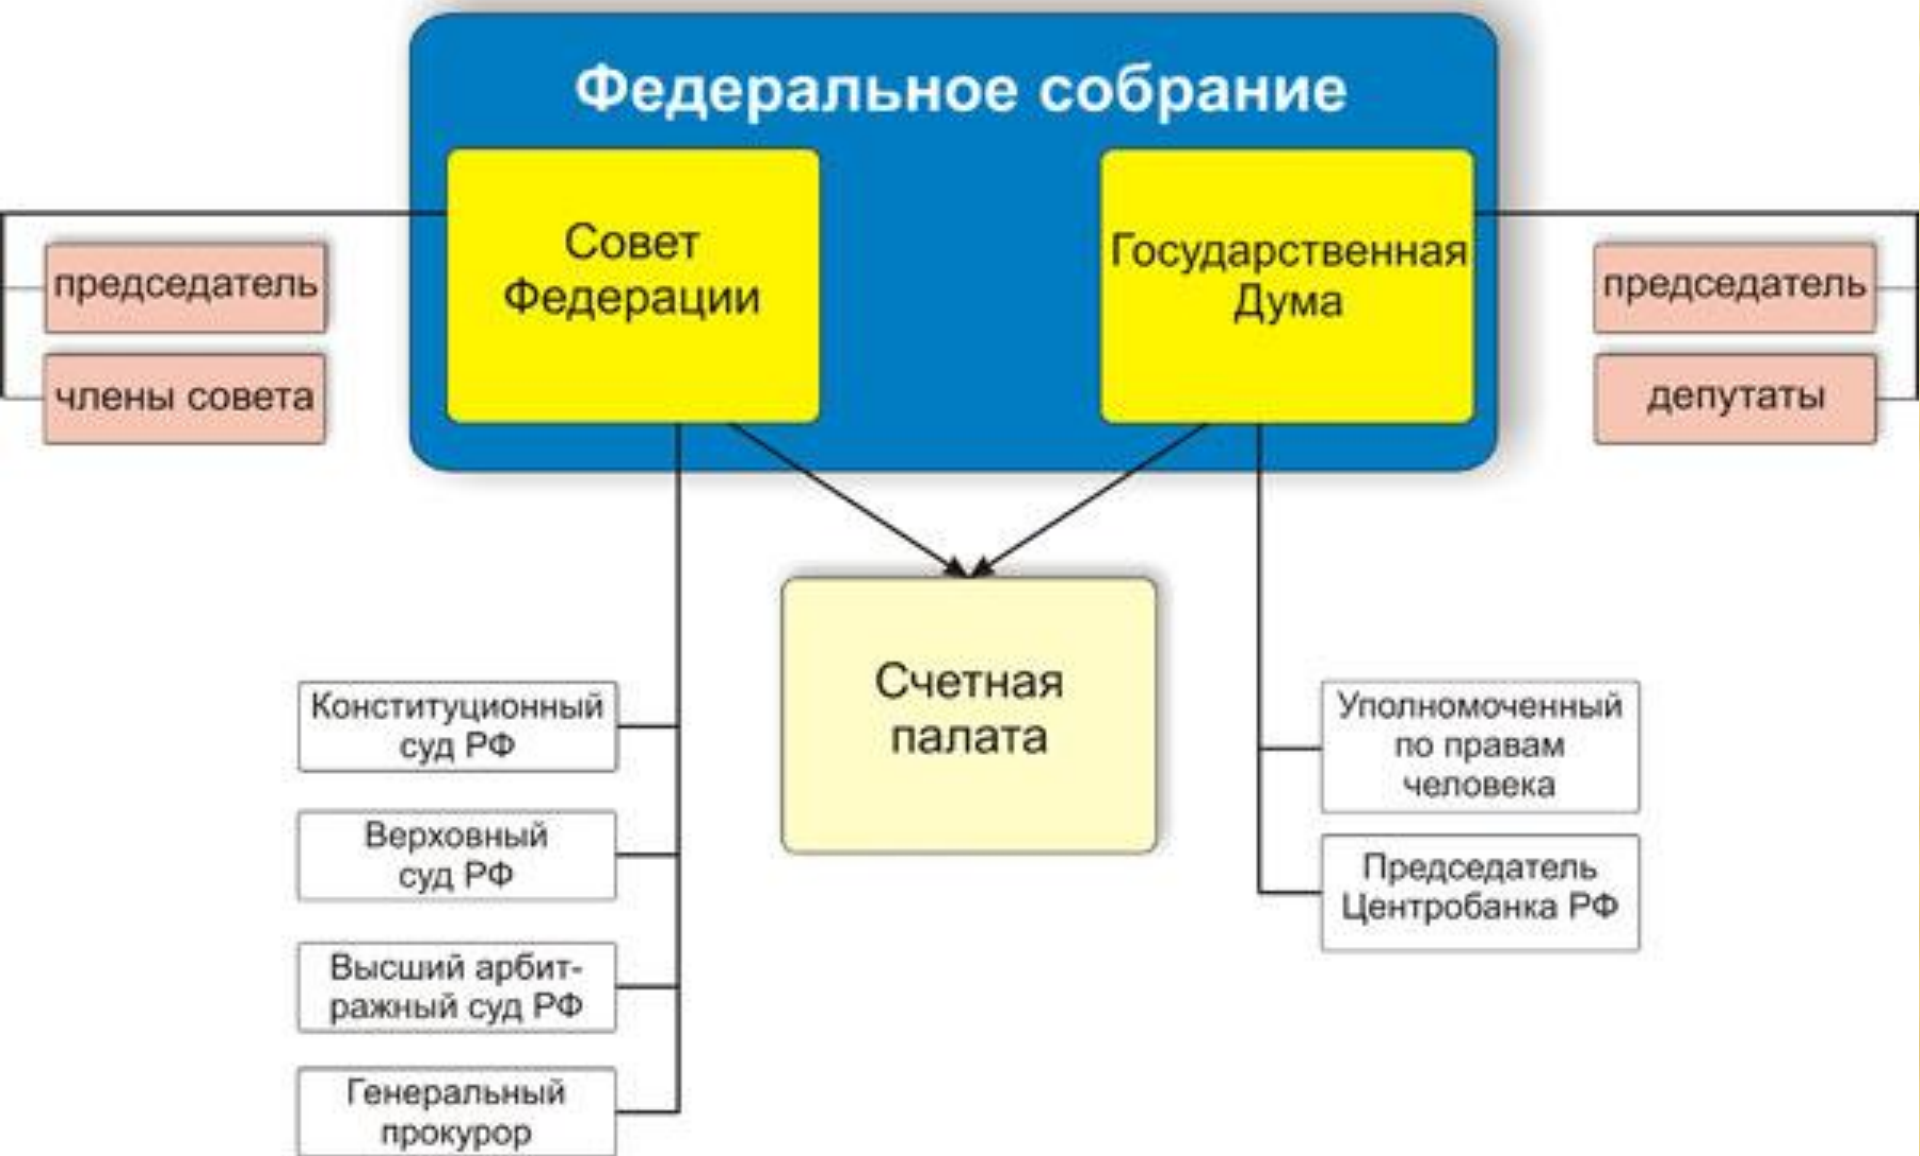 Федеральное собрание
Совет
Федерации
Государственная
Дума
председатель
члены совета
председатель
депутаты
Счетная
палата
Конституционный
суд РФ
Верховный
суд РФ
Высший арбит-
ражный суд РФ
Генеральный
прокурор
Уполномоченный
по правам
человека
Председатель
Центробанка РФ